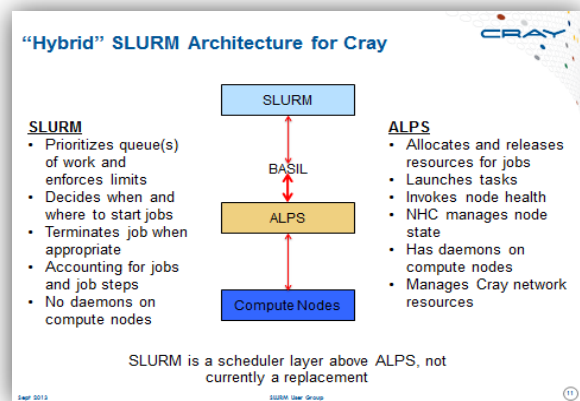 “Hybrid” SLURM Architecture for Cray
CRAY
SLURM
SLURM
• Prioritizes queue(s)
of work and
enforces limits
• Decides when and
where to start jobs
• Terminates job when
appropriate
• Accounting for jobs
and job steps
• No daemons on
compute nodes
BASIL
ALPS
Compute Nodes
ALPS
• Allocates and releases
resources for jobs
• Launches tasks
• Invokes node health
• NHC manages node
state
• Has daemons on
compute nodes
• Manages Cray network
resources
SLURM is a scheduler layer above ALPS, not
currently a replacement
Sept 2013
SLURM User Group
11